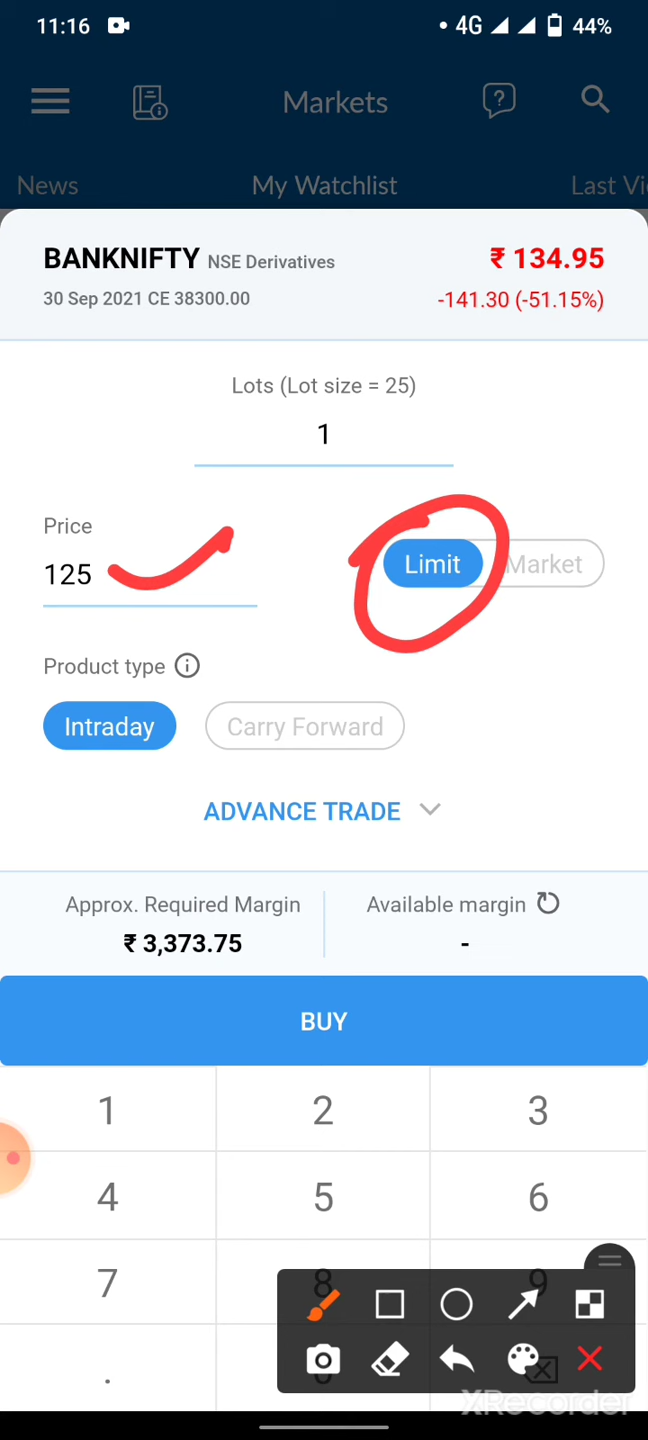 11:16 4G 44%
Markets
News My Watchlist Last Vi
BANKNIFTY NSE Derivatives ₹ 134.95
30 Sep 2021 CE 38300.00 -141.30 (-51.15%)
Lots (Lot size = 25)
1
Price
125 Limit Market
Product type
Intraday Carry Forward
ADVANCE TRADE
Approx. Required Margin Available margin
₹ 3,373.75 -
BUY
1 2 3
4 5 6
7 8 9
. 0
XRecorder